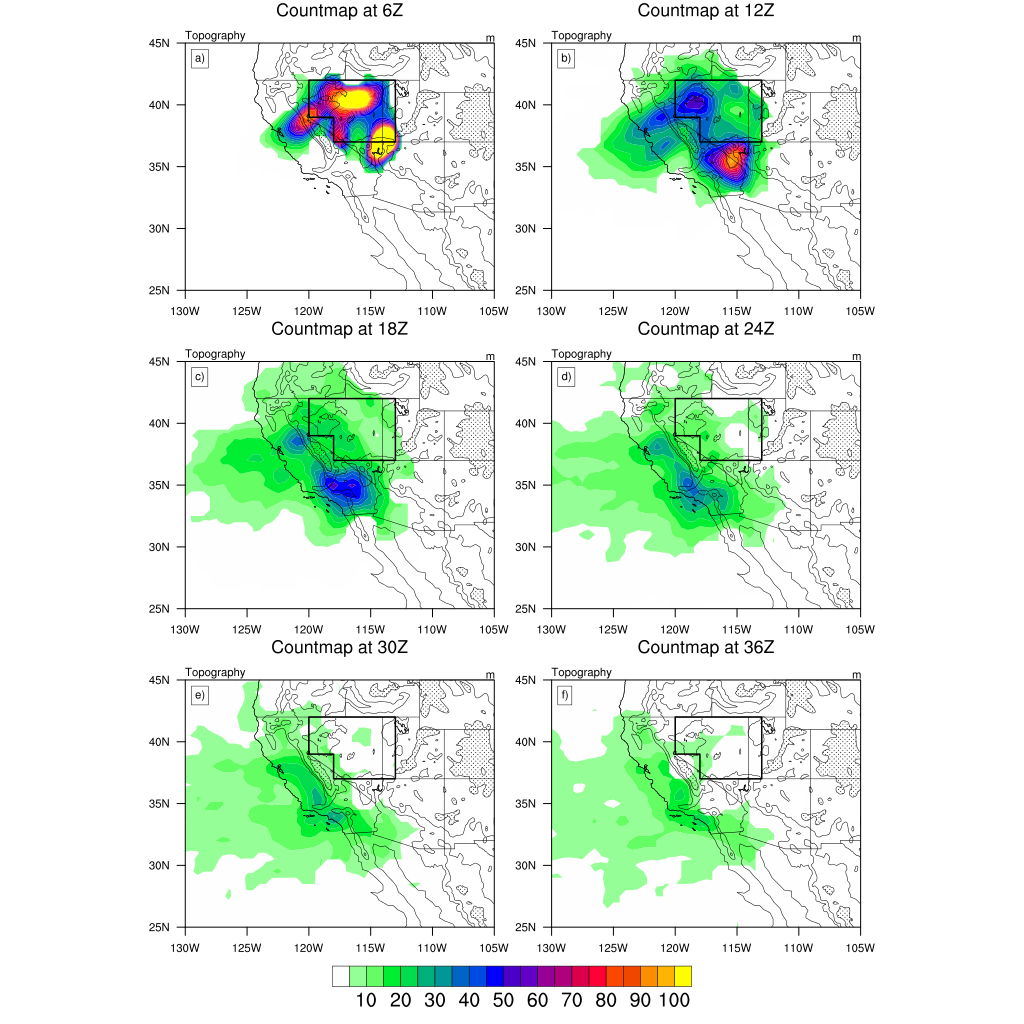 Countmap at 6Z Countmap at 12Z
Topography m Topography m
a) b)
45N 45N
40N 40N
35N 35N
30N 30N
25N 25N
130W 125W 120W 115W 110W 105W 130W 125W 120W 115W 110W 105W
Countmap at 18Z Countmap at 24Z
Topography m Topography m
c) d)
45N 45N
40N 40N
35N 35N
30N 30N
25N 25N
130W 125W 120W 115W 110W 105W 130W 125W 120W 115W 110W 105W
Countmap at 30Z Countmap at 36Z
Topography m Topography m
e) f)
45N 45N
40N 40N
35N 35N
30N 30N
25N 25N
130W 125W 120W 115W 110W 105W 130W 125W 120W 115W 110W 105W
10 20 30 40 50 60 70 80 90 100